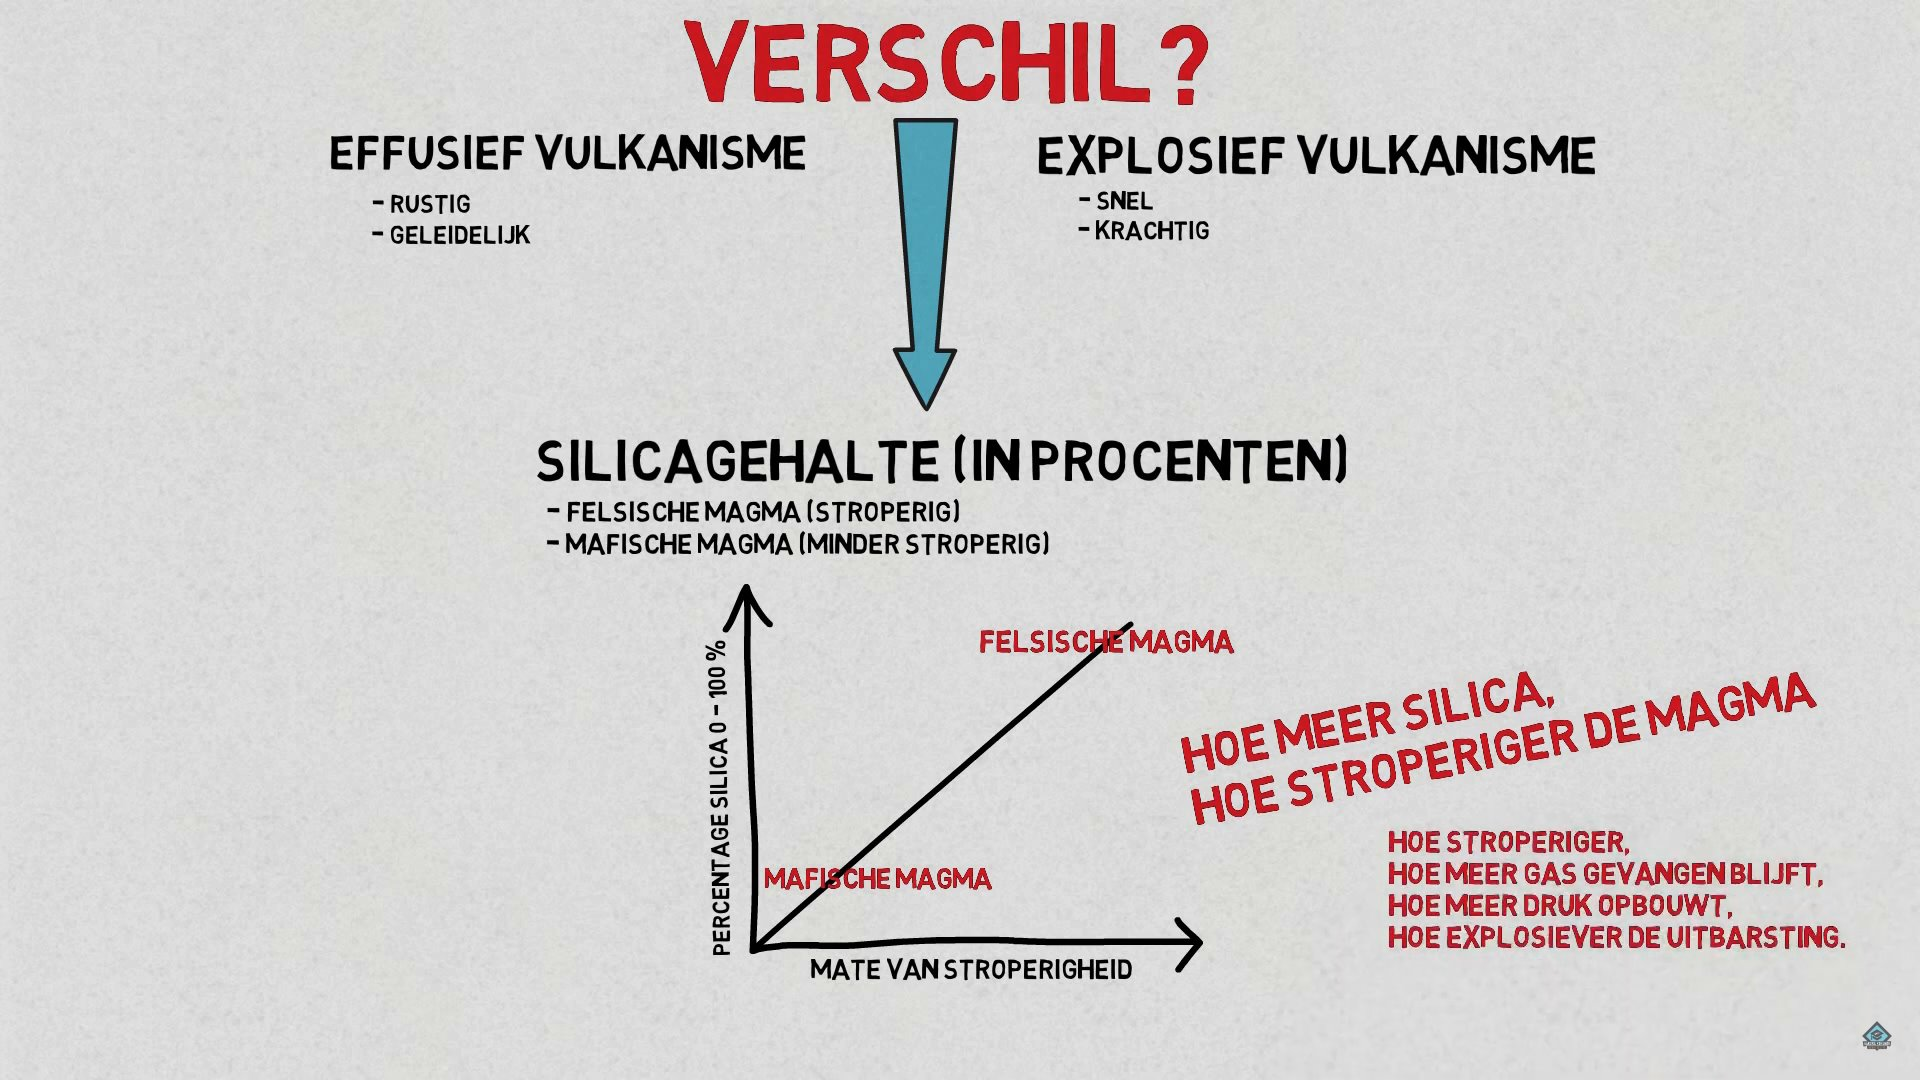 VERSCHIL?
EFFUSIEF VULKANISME
- RUSTIG
- GELEIDELIJK
EXPLOSIEF VULKANISME
- SNEL
- KRACHTIG
SILICAGEHALTE (IN PROCENTEN)
- FELSISCHE MAGMA (STROPERIG)
- MAFISCHE MAGMA (MINDER STROPERIG)
PERCENTAGE SILICA 0 - 100 %
FELSISCHE MAGMA
MAFISCHE MAGMA
MATE VAN STROPERIGHEID
HOE MEER SILICA,
HOE STROPERIGER DE MAGMA
HOE STROPERIGER,
HOE MEER GAS GEVANGEN BLIJFT,
HOE MEER DRUK OPBOUWT,
HOE EXPLOSIEVER DE UITBARSTING.